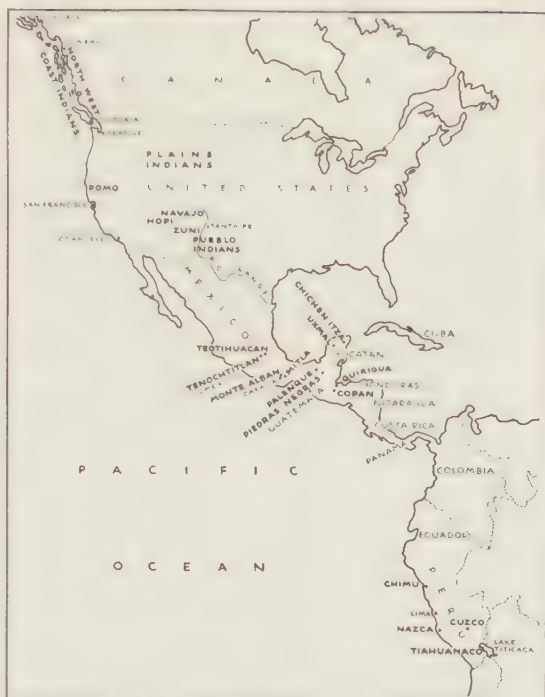 CANADA
NORTH WEST
COAST INDIANS
PLAINS
INDIANS
POMO
UNITED STATES
SAN FRANCISCO
NAVAJO
HOPI
ZUNI
PUEBLO
INDIANS
MEXICO
CHICHEN ITZA
UXMAL
CUBA
YUCATAN
TEOTIHUACAN
TENOCHTITLAN
MITLA
MONTE ALBAN
QUIRIGUA
PALENQUE
COPAN
PIEDRAS NEGRAS
GUATEMALA
NICARAGUA
COSTA RICA
PANAMA
PACIFIC
OCEAN
COLOMBIA
ECUADOR
PERU
CHIMU
LIMA
CUZCO
NAZCA
TIAHUANACO
LAKE
TITICACA